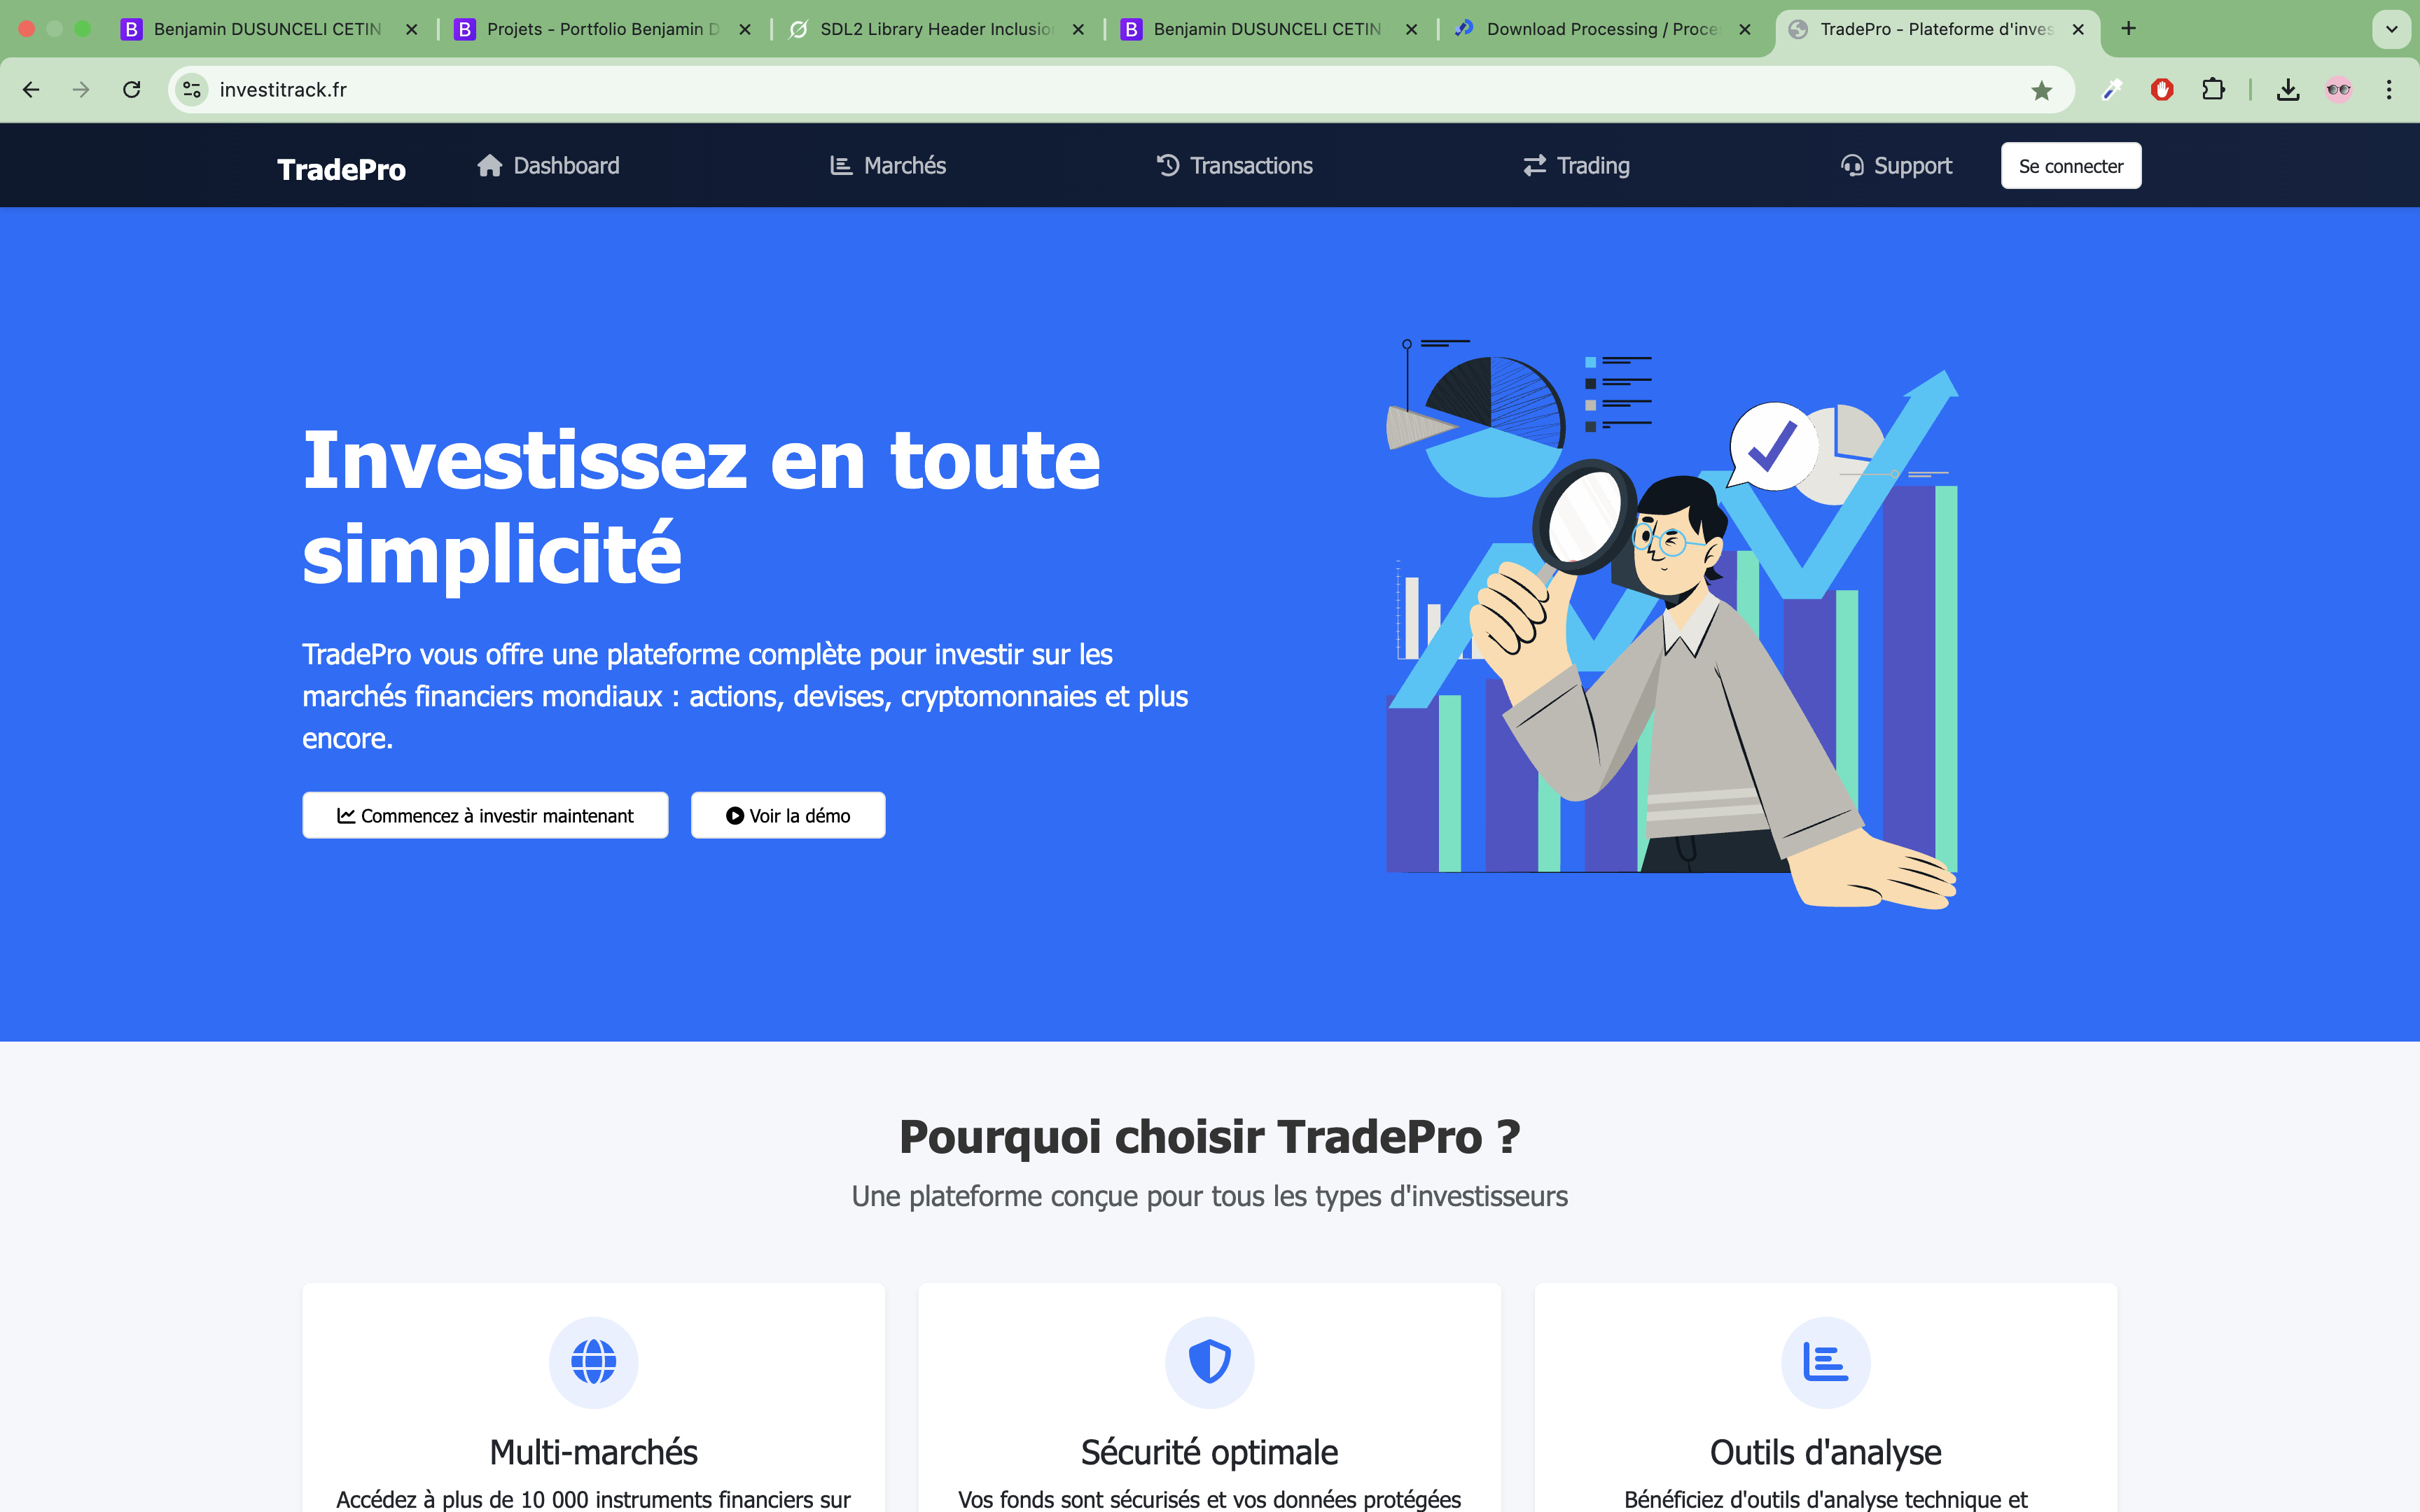 Benjamin DUSUNCELI CETIN
Projets - Portfolio Benjamin D
SDL2 Library Header Inclusion
Benjamin DUSUNCELI CETIN
Download Processing / Proce
TradePro - Plateforme d'inves
investitrack.fr
TradePro
Dashboard
Marchés
Transactions
Trading
Support
Se connecter
Investissez en toute
simplicité
TradePro vous offre une plateforme complète pour investir sur les
marchés financiers mondiaux : actions, devises, cryptomonnaies et plus
encore.
Commencez à investir maintenant
Voir la démo
Pourquoi choisir TradePro ?
Une plateforme conçue pour tous les types d'investisseurs
Multi-marchés
Accédez à plus de 10 000 instruments financiers sur
Sécurité optimale
Vos fonds sont sécurisés et vos données protégées
Outils d'analyse
Bénéficiez d'outils d'analyse technique et